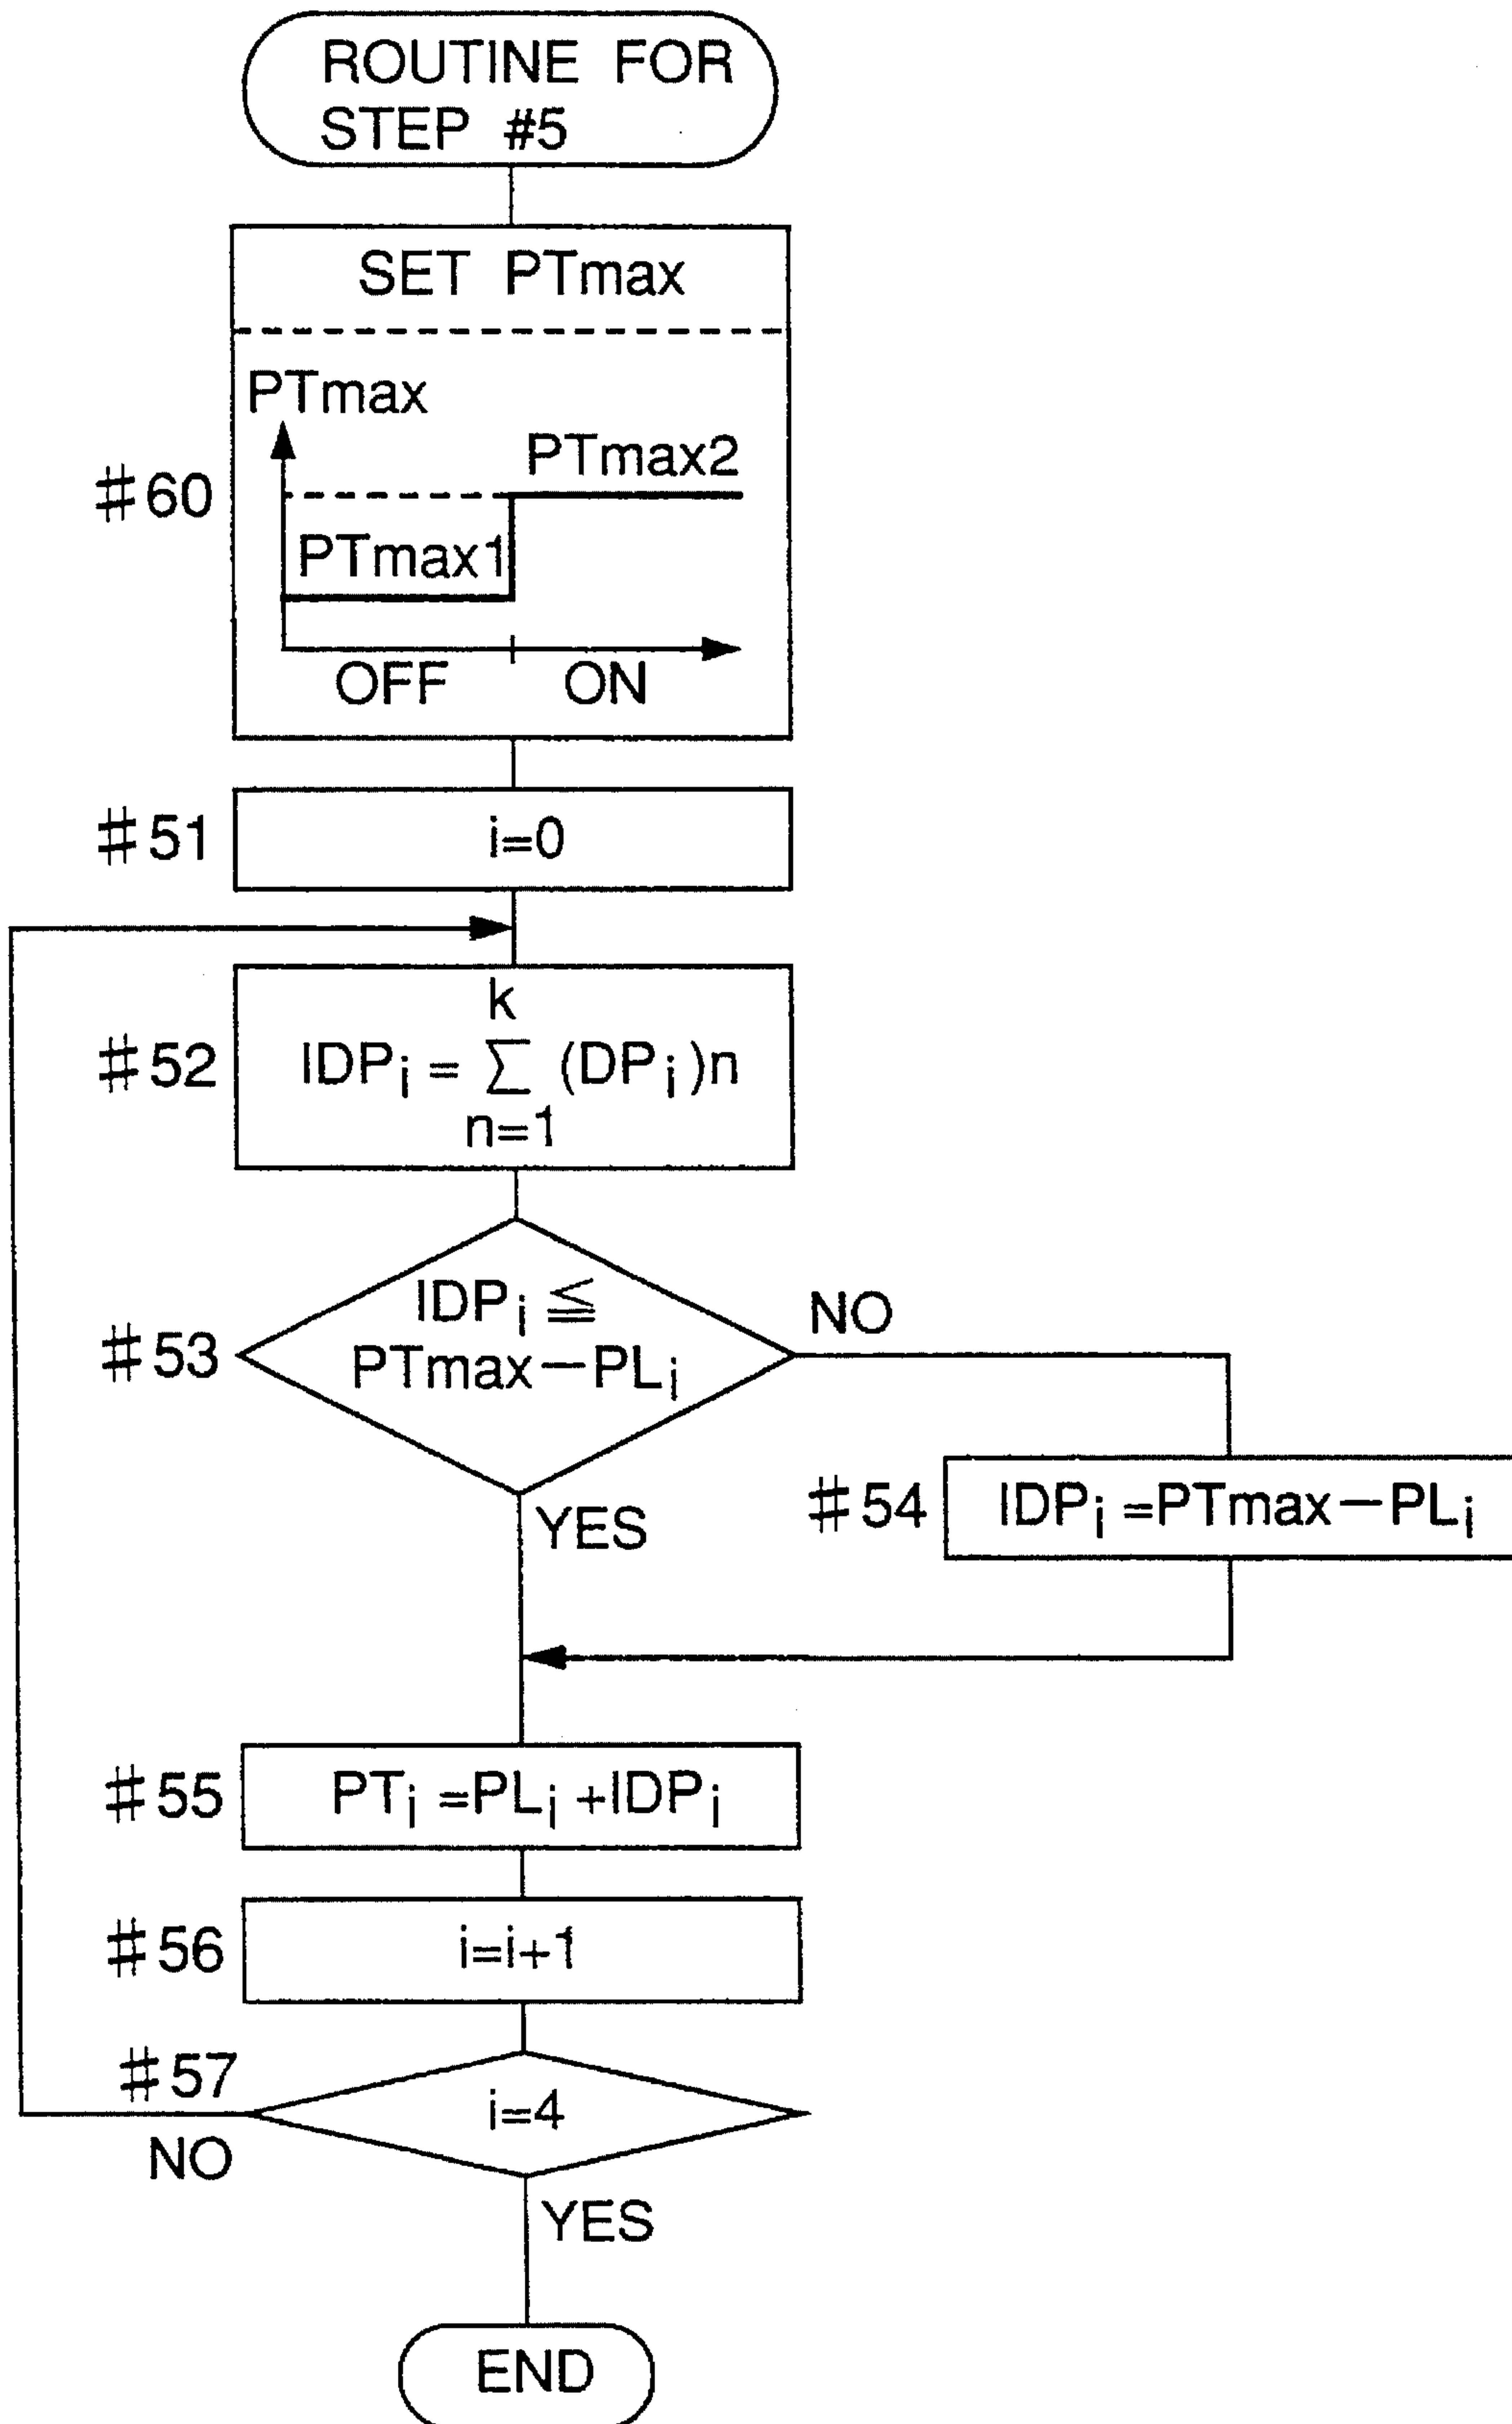 ROUTINE FOR
STEP #5
SET PTmax
PTmax
PTmax2
#60
PTmax1
OFF ON
#51
i=0
k
#52
IDPi = ∑ (DPi)n
n=1
IDPi ≦
NO
#53
PTmax−PLi
#54
IDPi =PTmax−PLi
YES
#55
PTi =PLi +IDPi
#56
i=i+1
#57
i=4
NO
YES
END